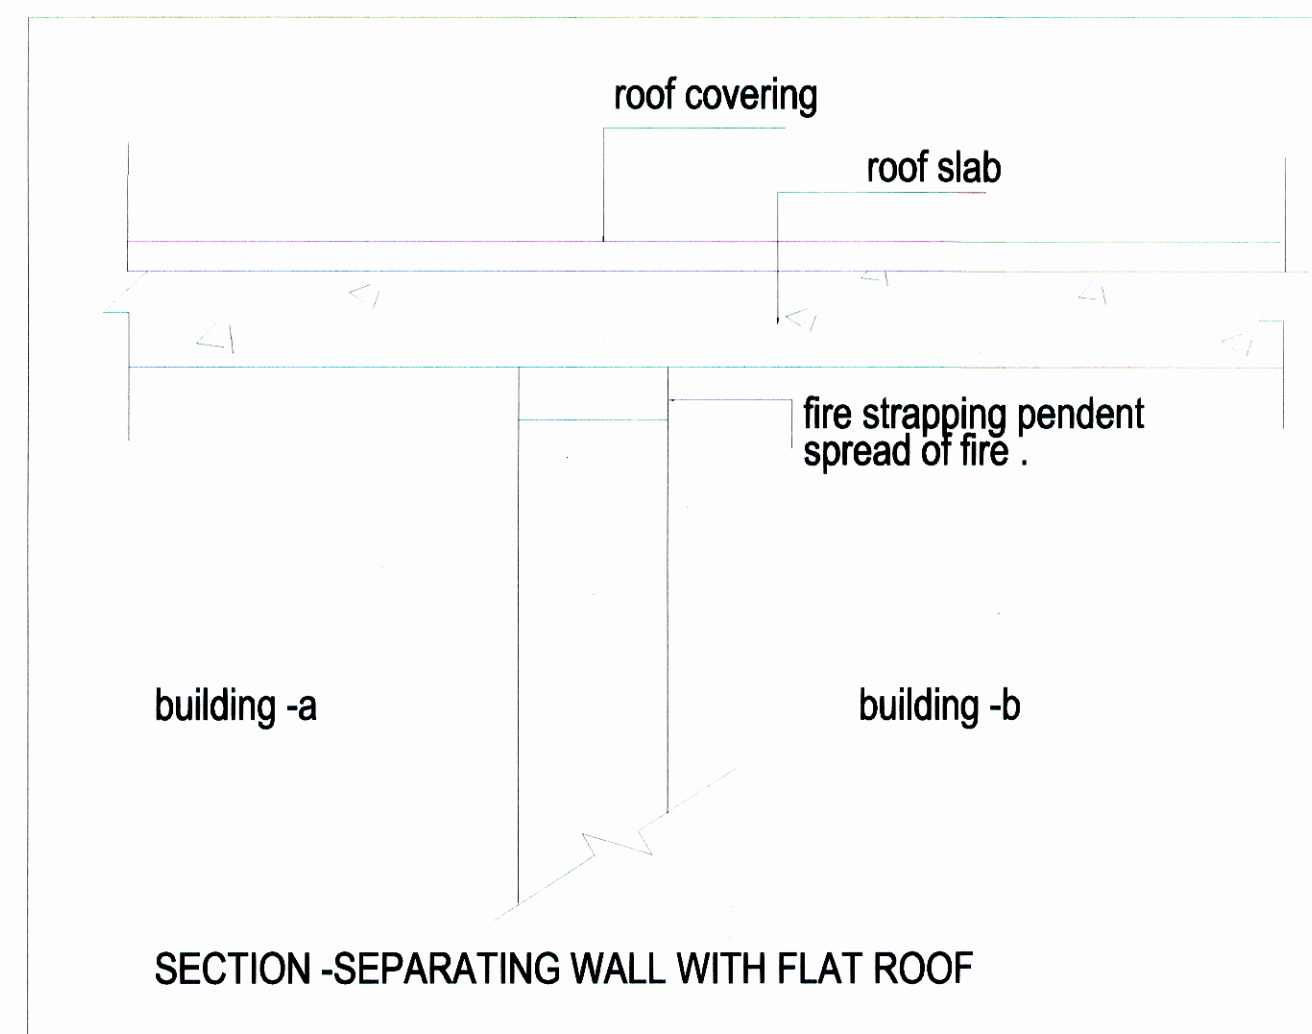 roof covering
roof slab
fire strapping pendent
spread of fire .
building -a
building -b
SECTION -SEPARATING WALL WITH FLAT ROOF